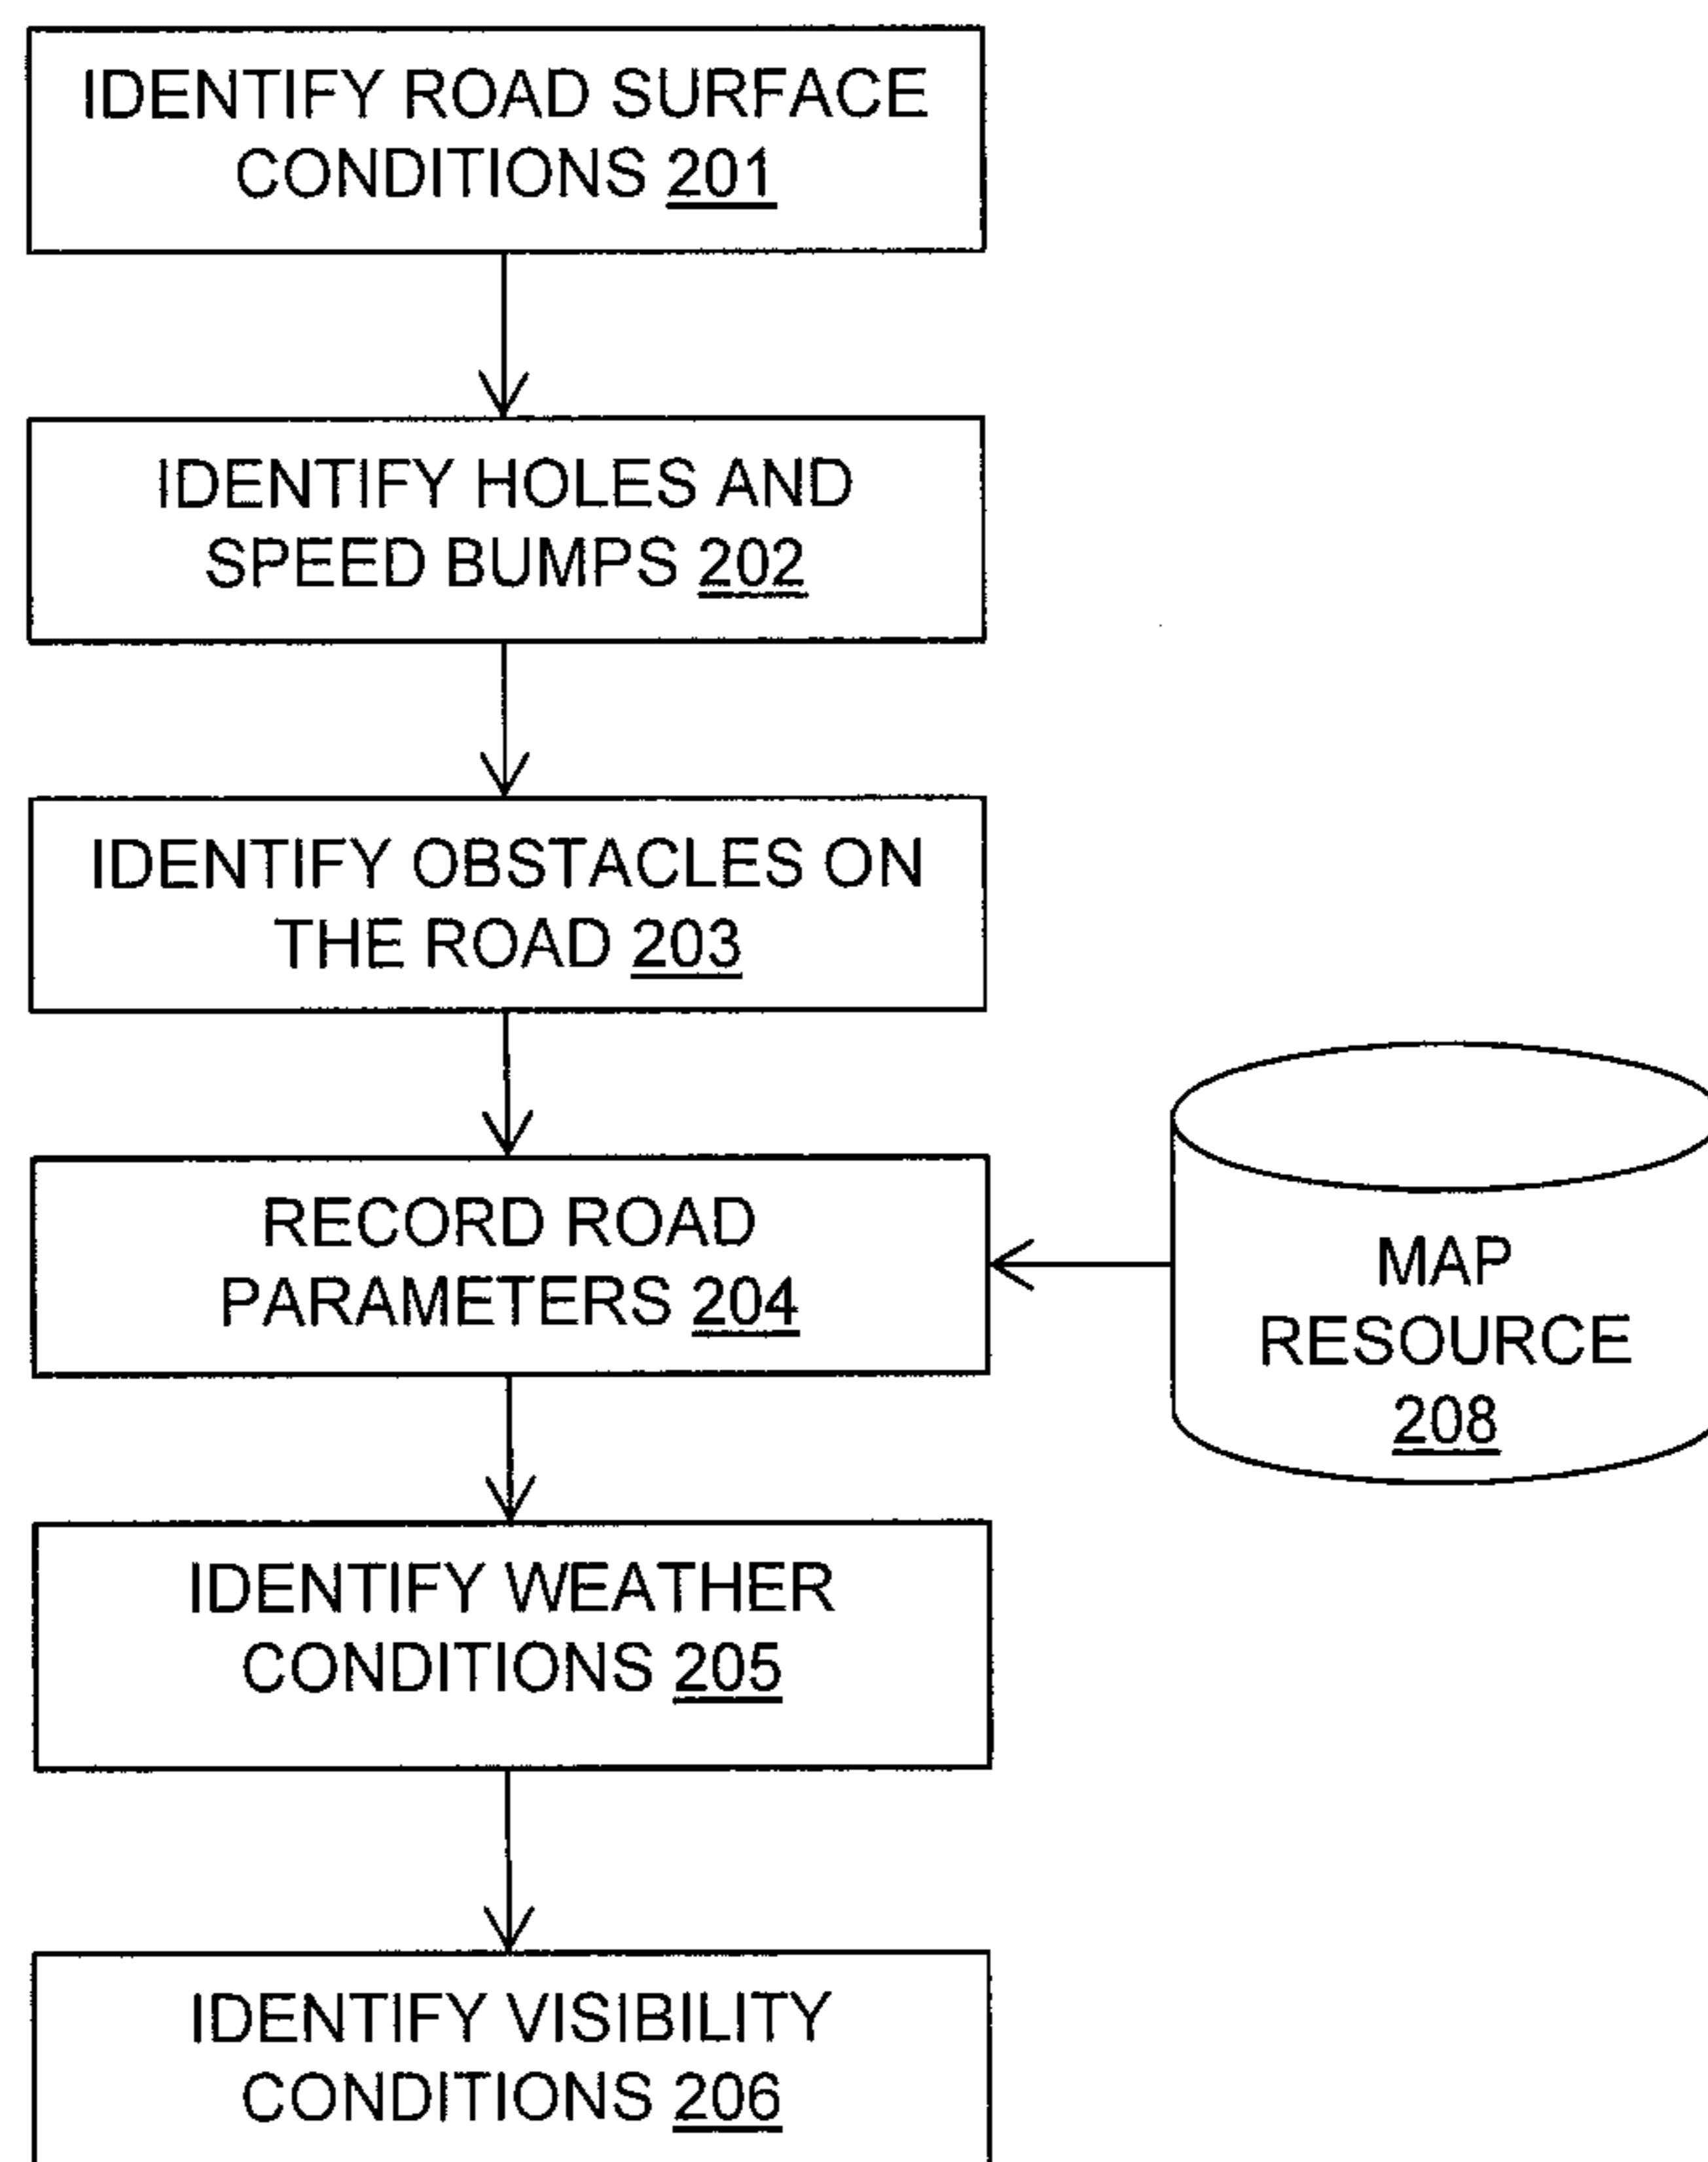 IDENTIFY ROAD SURFACE
CONDITIONS 201
IDENTIFY HOLES AND
SPEED BUMPS 202
IDENTIFY OBSTACLES ON
THE ROAD 203
RECORD ROAD
PARAMETERS 204
MAP
RESOURCE
208
IDENTIFY WEATHER
CONDITIONS 205
IDENTIFY VISIBILITY
CONDITIONS 206